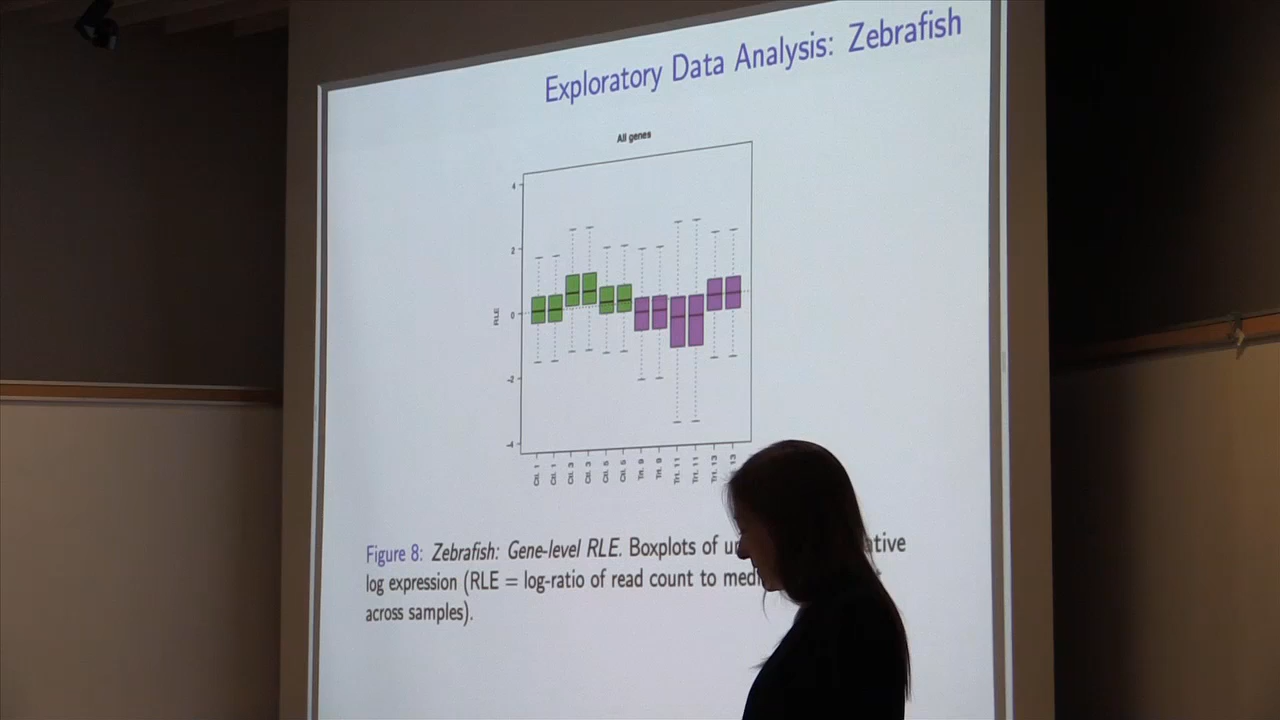 Exploratory Data Analysis: Zebrafish
All genes
4
2
0
-2
-4
RLE
Ctl. 1
Ctl. 1
Ctl. 3
Ctl. 3
Ctl. 5
Ctl. 5
Trt. 9
Trt. 9
Trt. 11
Trt. 11
Trt. 13
13
Figure 8: Zebrafish: Gene-level RLE. Boxplots of
log expression (RLE = log-ratio of read count to
across samples).